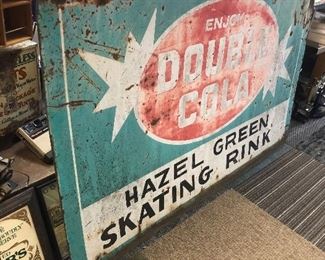 ENJOY
DOUBLE
COLA
HAZEL GREEN
SKATING RINK